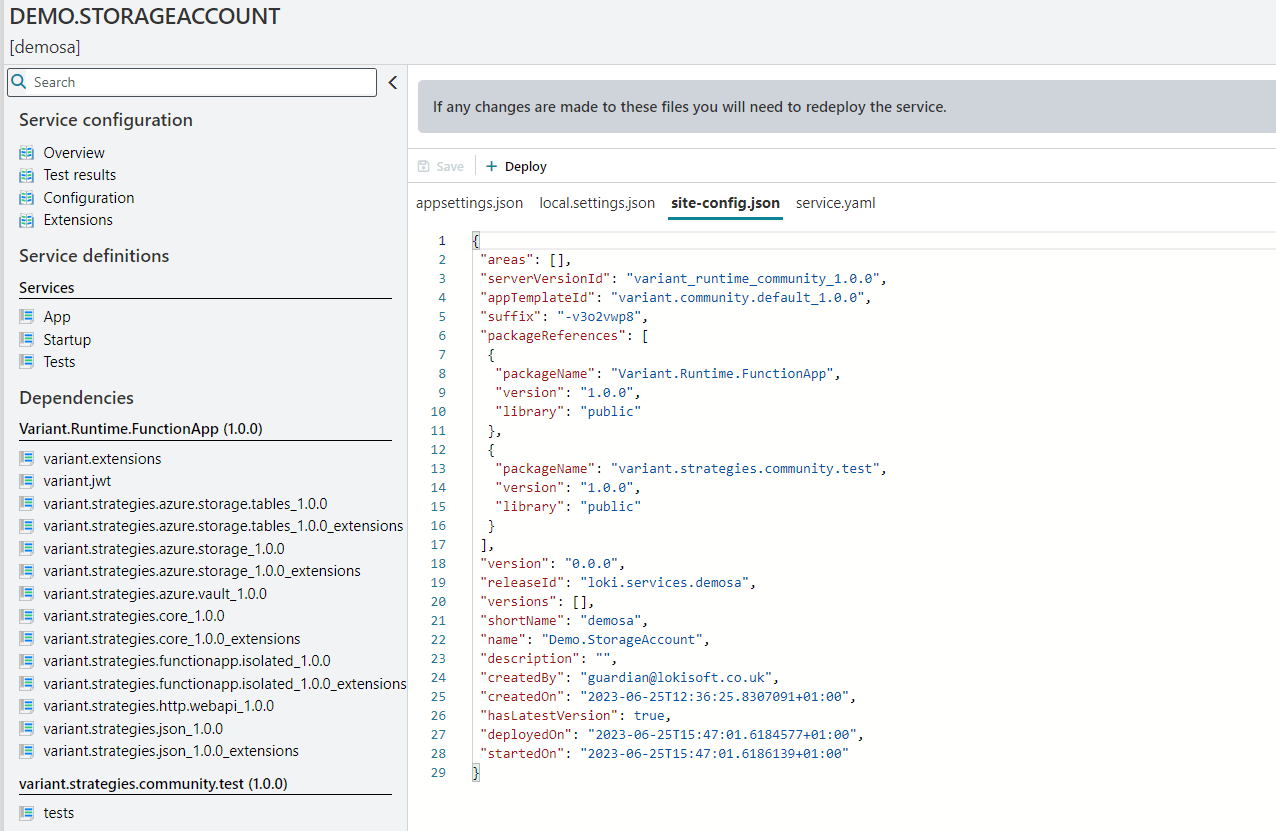 DEMO.STORAGEACCOUNT
[demosa]
Search
Service configuration
Overview
Test results
Configuration
Extensions
Service definitions
Services
App
Startup
Tests
Dependencies
Variant.Runtime.FunctionApp (1.0.0)
variant.extensions
variant.jwt
variant.strategies.azure.storage.tables_1.0.0
variant.strategies.azure.storage.tables_1.0.0_extensions
variant.strategies.azure.storage_1.0.0
variant.strategies.azure.storage_1.0.0_extensions
variant.strategies.azure.vault_1.0.0
variant.strategies.core_1.0.0
variant.strategies.core_1.0.0_extensions
variant.strategies.functionapp.isolated_1.0.0
variant.strategies.functionapp.isolated_1.0.0_extensions
variant.strategies.http.webapi_1.0.0
variant.strategies.json_1.0.0
variant.strategies.json_1.0.0_extensions
variant.strategies.community.test (1.0.0)
tests
If any changes are made to these files you will need to redeploy the service.
Save + Deploy
appsettings.json local.settings.json site-config.json service.yaml
1 {
2 "areas": [],
3 "serverVersionId": "variant_runtime_community_1.0.0",
4 "appTemplateId": "variant.community.default_1.0.0",
5 "suffix": "-v3o2vwp8",
6 "packageReferences": [
7 {
8 "packageName": "Variant.Runtime.FunctionApp",
9 "version": "1.0.0",
10 "library": "public"
11 },
12 {
13 "packageName": "variant.strategies.community.test",
14 "version": "1.0.0",
15 "library": "public"
16 }
17 ],
18 "version": "0.0.0",
19 "releaseId": "loki.services.demosa",
20 "versions": [],
21 "shortName": "demosa",
22 "name": "Demo.StorageAccount",
23 "description": "",
24 "createdBy": "guardian@lokisoft.co.uk",
25 "createdOn": "2023-06-25T12:36:25.8307091+01:00",
26 "hasLatestVersion": true,
27 "deployedOn": "2023-06-25T15:47:01.6184577+01:00",
28 "startedOn": "2023-06-25T15:47:01.6186139+01:00"
29 }